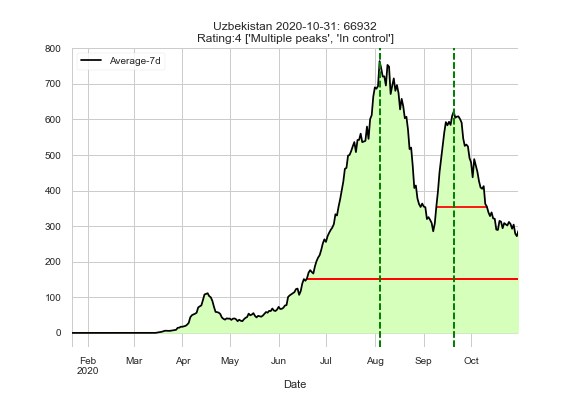 Uzbekistan 2020-10-31: 66932
Rating:4 ['Multiple peaks', 'In control']
Average-7d
800
700
600
500
400
300
200
100
0
Feb Mar Apr May Jun Jul Aug Sep Oct
2020
Date